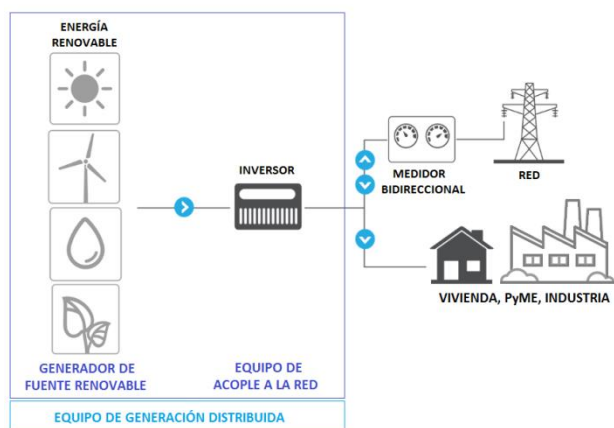 ENERGÍA
RENOVABLE
INVERSOR
MEDIDOR
BIDIRECCIONAL
RED
VIVIENDA, PyME, INDUSTRIA
GENERADOR DE
FUENTE RENOVABLE
EQUIPO DE
ACOPLE A LA RED
EQUIPO DE GENERACIÓN DISTRIBUIDA